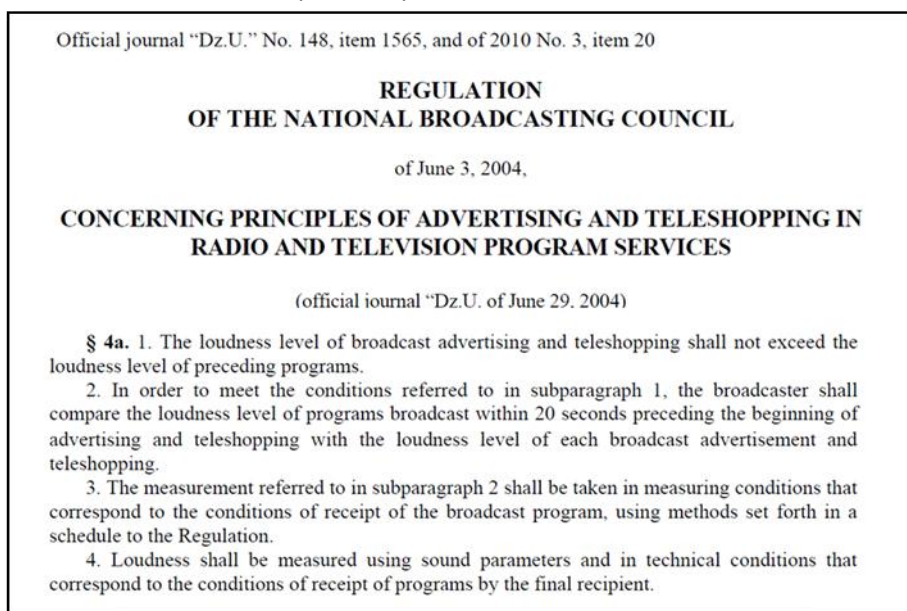 Official journal “Dz.U.” No. 148, item 1565, and of 2010 No. 3, item 20
REGULATION
OF THE NATIONAL BROADCASTING COUNCIL
of June 3, 2004,
CONCERNING PRINCIPLES OF ADVERTISING AND TELESHOPPING IN
RADIO AND TELEVISION PROGRAM SERVICES
(official journal “Dz.U. of June 29. 2004)
§ 4a. 1. The loudness level of broadcast advertising and teleshopping shall not exceed the
loudness level of preceding programs.
2. In order to meet the conditions referred to in subparagraph 1, the broadcaster shall
compare the loudness level of programs broadcast within 20 seconds preceding the beginning of
advertising and teleshopping with the loudness level of each broadcast advertisement and
teleshopping.
3. The measurement referred to in subparagraph 2 shall be taken in measuring conditions that
correspond to the conditions of receipt of the broadcast program, using methods set forth in a
schedule to the Regulation.
4. Loudness shall be measured using sound parameters and in technical conditions that
correspond to the conditions of receipt of programs by the final recipient.